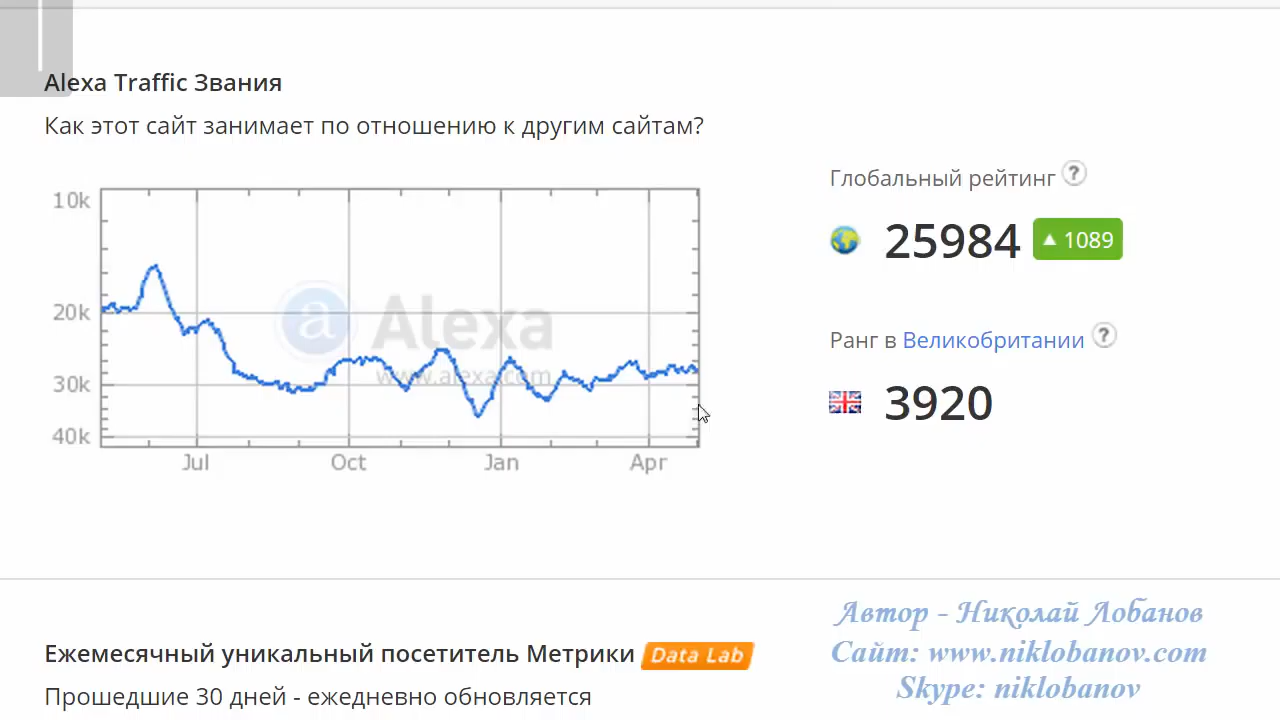 Alexa Traffic Звания
Как этот сайт занимает по отношению к другим сайтам?
10k
20k
30k
40k
Jul
Oct
Jan
Apr
a Alexa
www.alexa.com
Глобальный рейтинг ?
25984 1089
Ранг в Великобритании ?
3920
Ежемесячный уникальный посетитель Метрики Data Lab
Прошедшие 30 дней - ежедневно обновляется
Автор - Николай Лобанов
Сайт: www.niklobanov.com
Skype: niklobanov